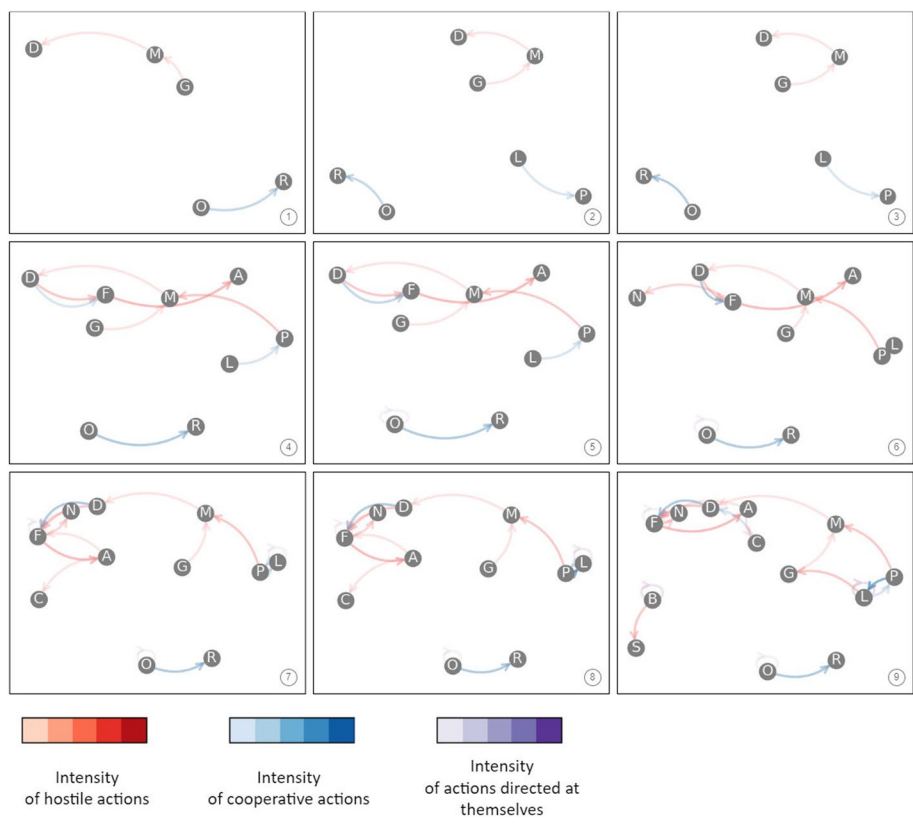 D
M
G
R
O
1
D
M
G
L
R
P
O
2
D
M
G
L
R
P
O
3
D
A
F
M
G
P
L
O
R
4
D
A
F
M
G
P
L
O
R
5
D
A
N
F
M
G
L
P
O
R
6
N
D
M
F
A
L
G
P
C
O
R
7
N
D
M
F
A
L
G
P
C
O
R
8
N
D
A
F
M
C
G
P
L
B
S
O
R
9
Intensity
of hostile actions
Intensity
of cooperative actions
Intensity
of actions directed at
themselves